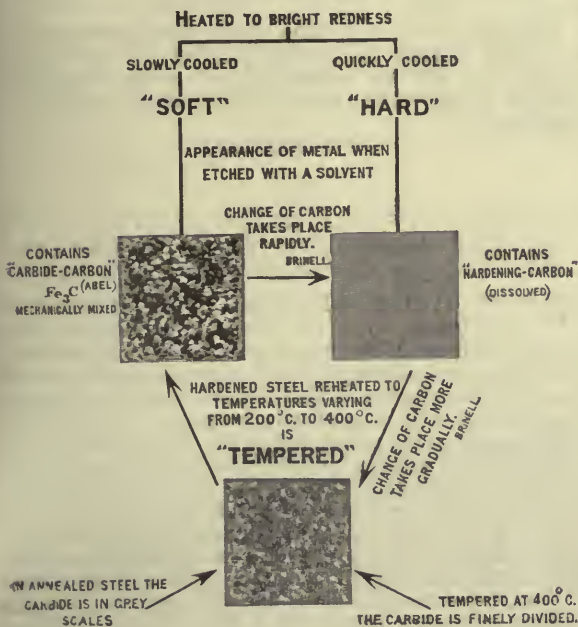 HEATED TO BRIGHT REDNESS
SLOWLY COOLED
QUICKLY COOLED
"SOFT"
"HARD"
APPEARANCE OF METAL WHEN
ETCHED WITH A SOLVENT
CHANGE OF CARBON
TAKES PLACE
RAPIDLY.
BRINELL.
CONTAINS
"CARBIDE-CARBON"
Fe₃C (ABEL)
MECHANICALLY MIXED
CONTAINS
"HARDENING-CARBON"
(DISSOLVED)
HARDENED STEEL REHEATED TO
TEMPERATURES VARYING
FROM 200°C. TO 400°C.
IS
"TEMPERED"
CHANGE OF CARBON
TAKES PLACE MORE
GRADUALLY.
BRINELL.
IN ANNEALED STEEL THE
CARBIDE IS IN GREY
SCALES
TEMPERED AT 400°C.
THE CARBIDE IS FINELY DIVIDED.